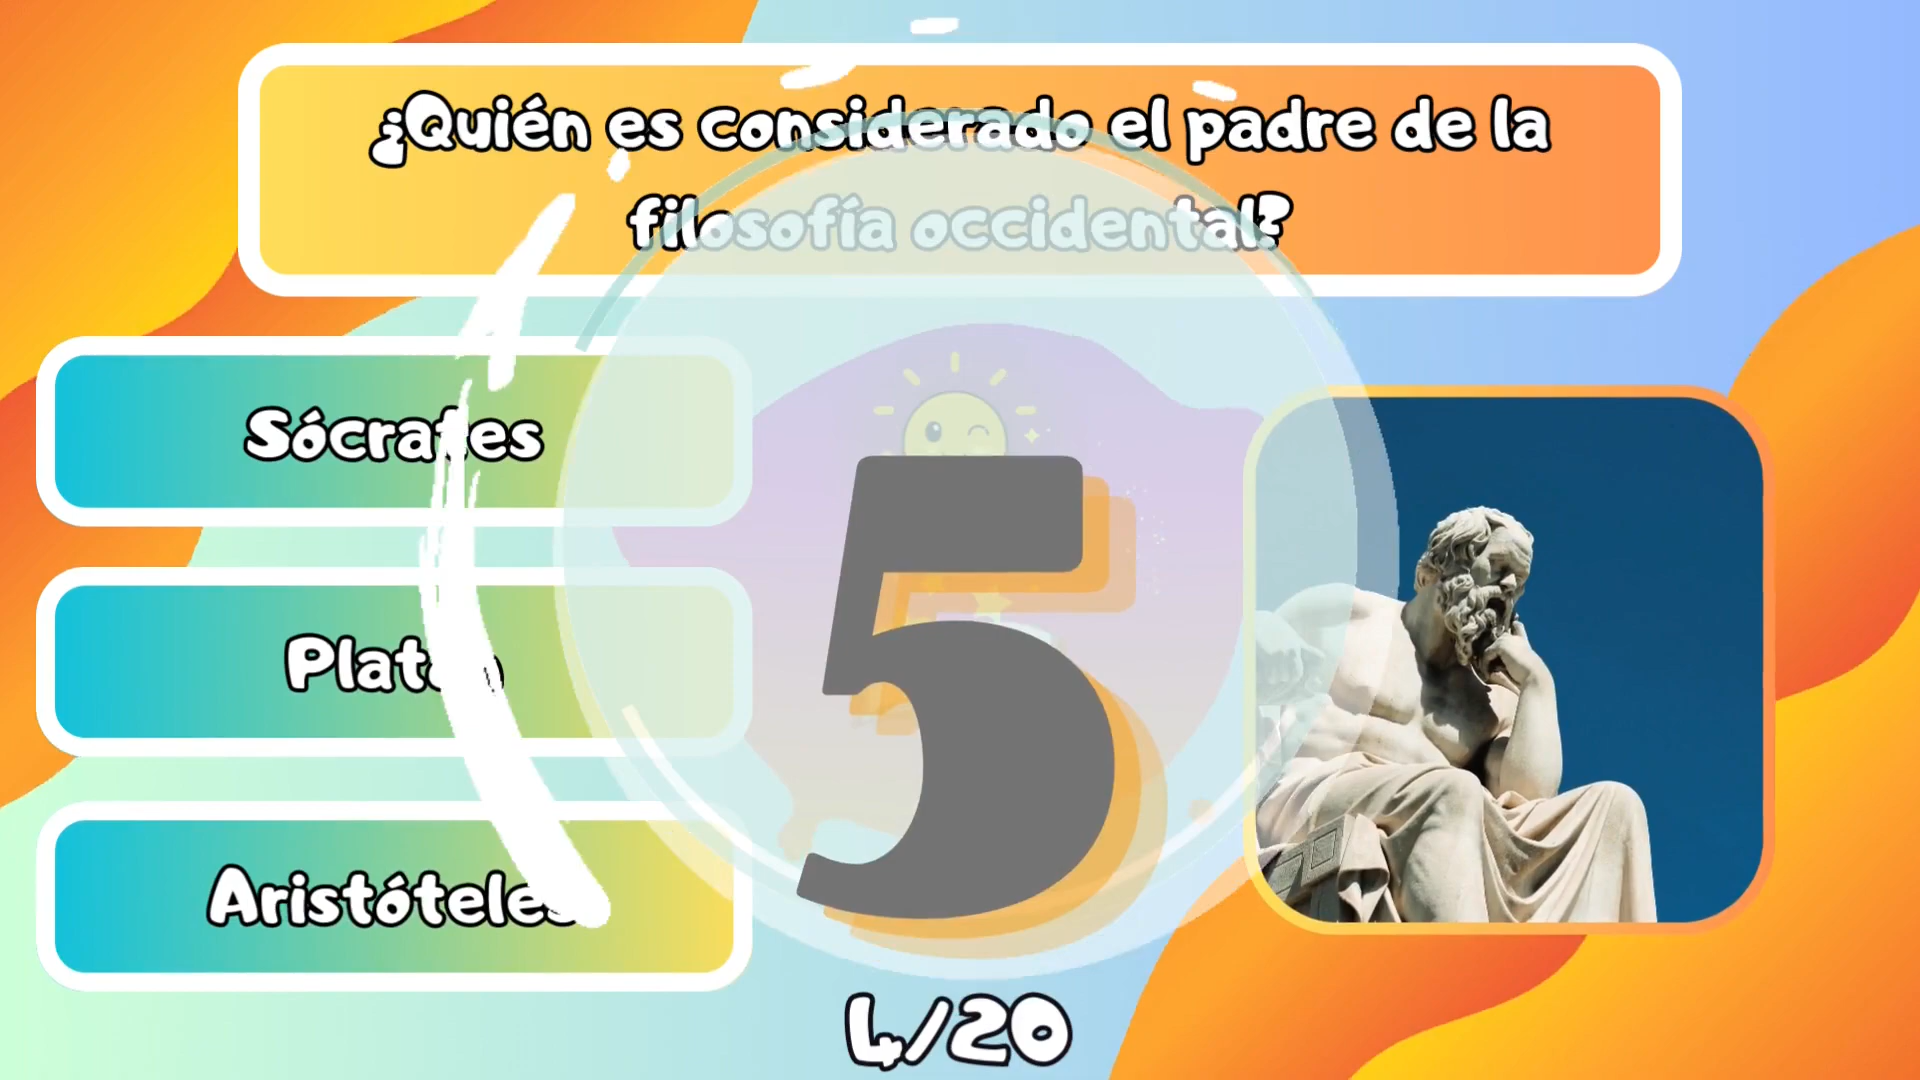 ¿Quién es considerado el padre de la
filosofía occidental?
Sócrates
Platón
Aristóteles
5
4/20